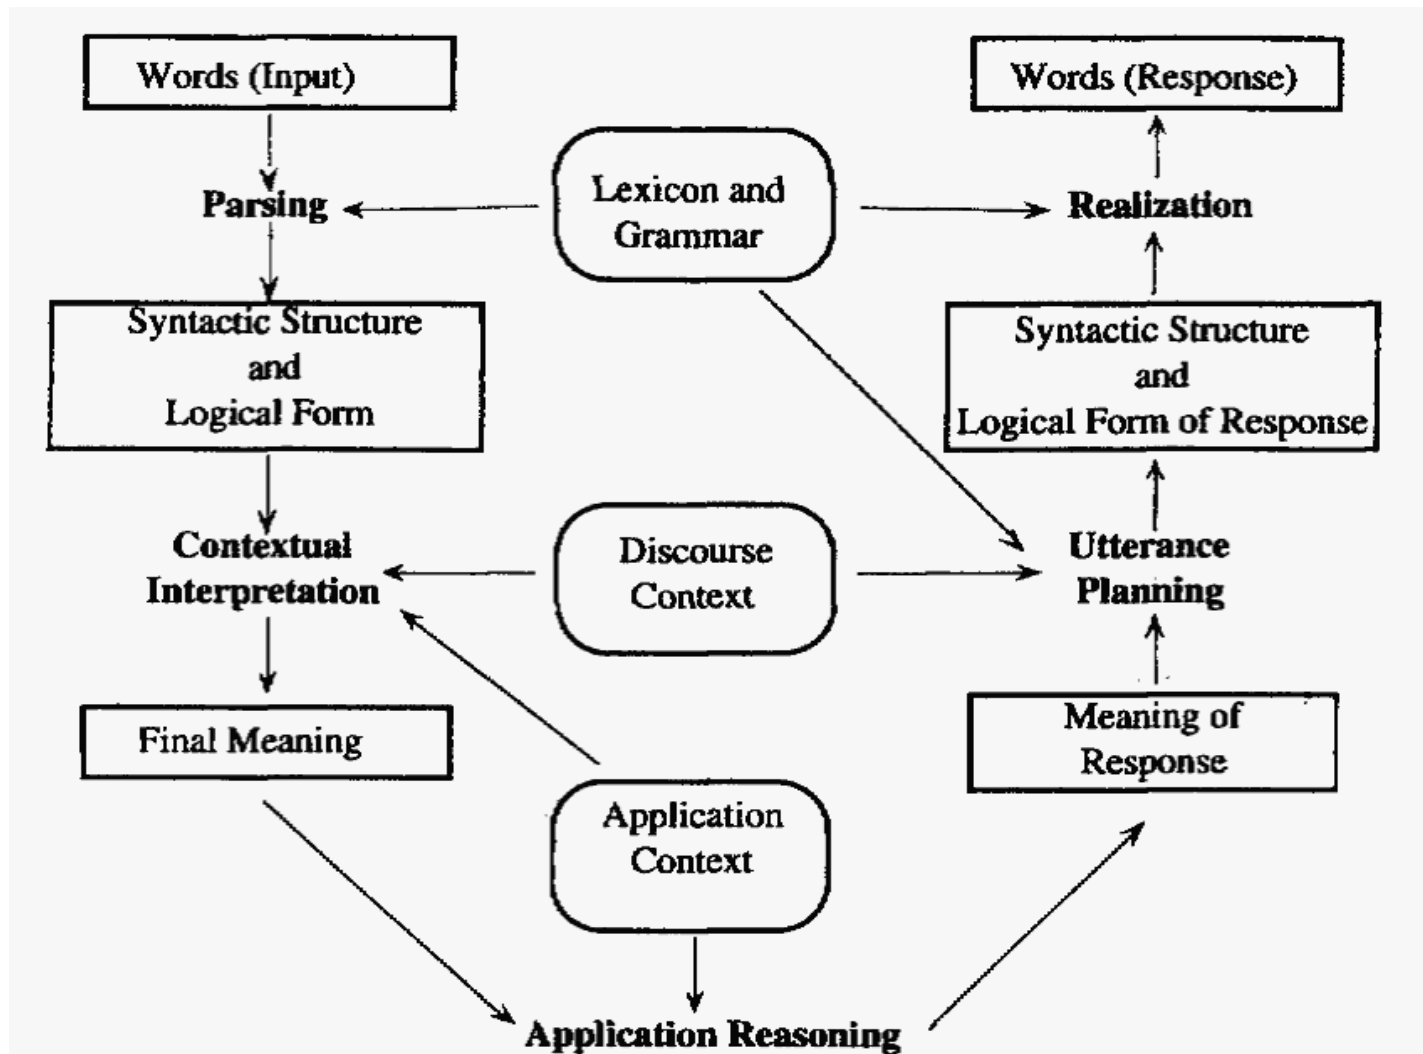 Words (Input)
Words (Response)
Parsing
Lexicon and
Grammar
Realization
Syntactic Structure
and
Logical Form
Syntactic Structure
and
Logical Form of Response
Contextual
Interpretation
Discourse
Context
Utterance
Planning
Final Meaning
Meaning of
Response
Application
Context
Application Reasoning